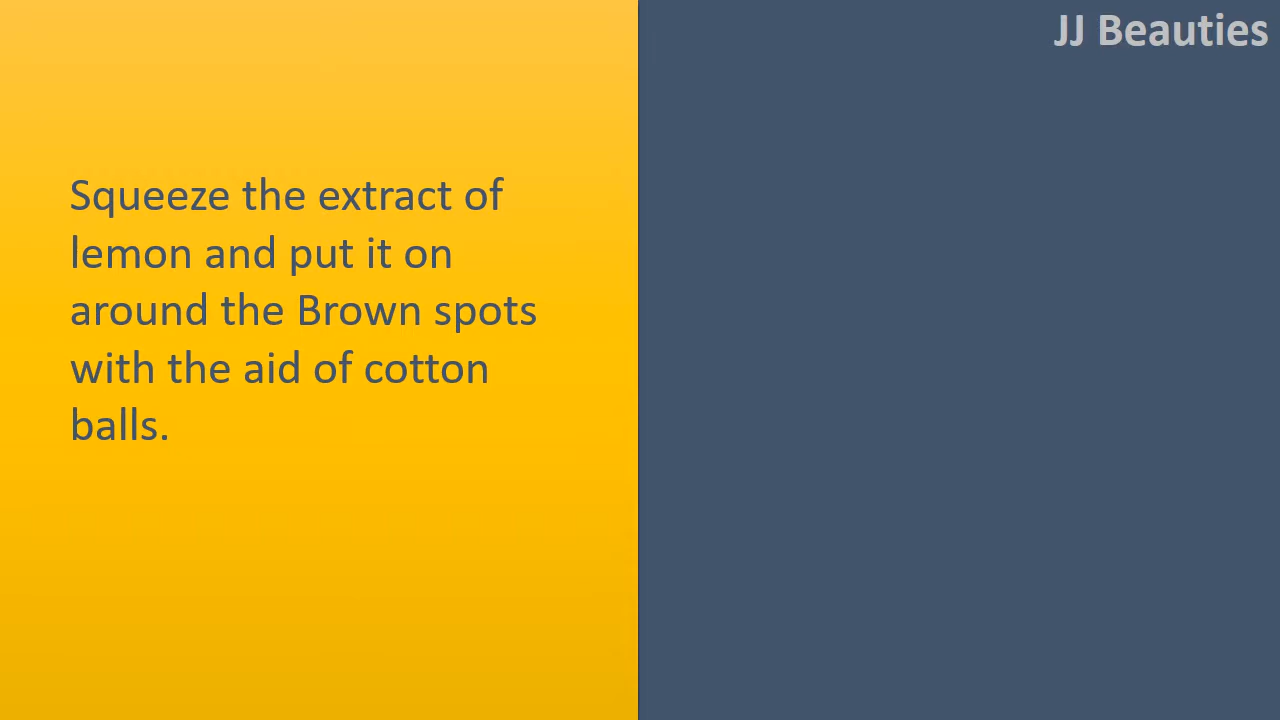 JJ Beauties
Squeeze the extract of
lemon and put it on
around the Brown spots
with the aid of cotton
balls.